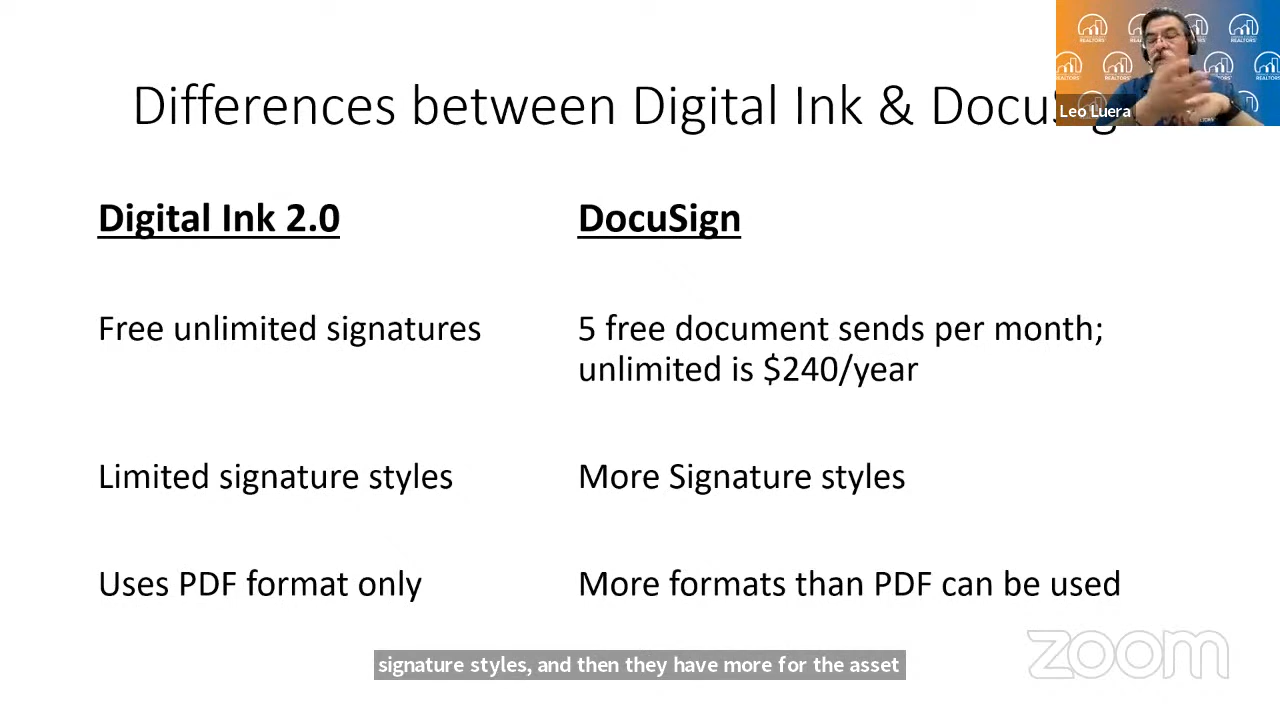 Differences between Digital Ink & Docu
Leo Luera
Digital Ink 2.0
DocuSign
Free unlimited signatures
5 free document sends per month;
unlimited is $240/year
Limited signature styles
More Signature styles
Uses PDF format only
More formats than PDF can be used
signature styles, and then they have more for the asset
zoom